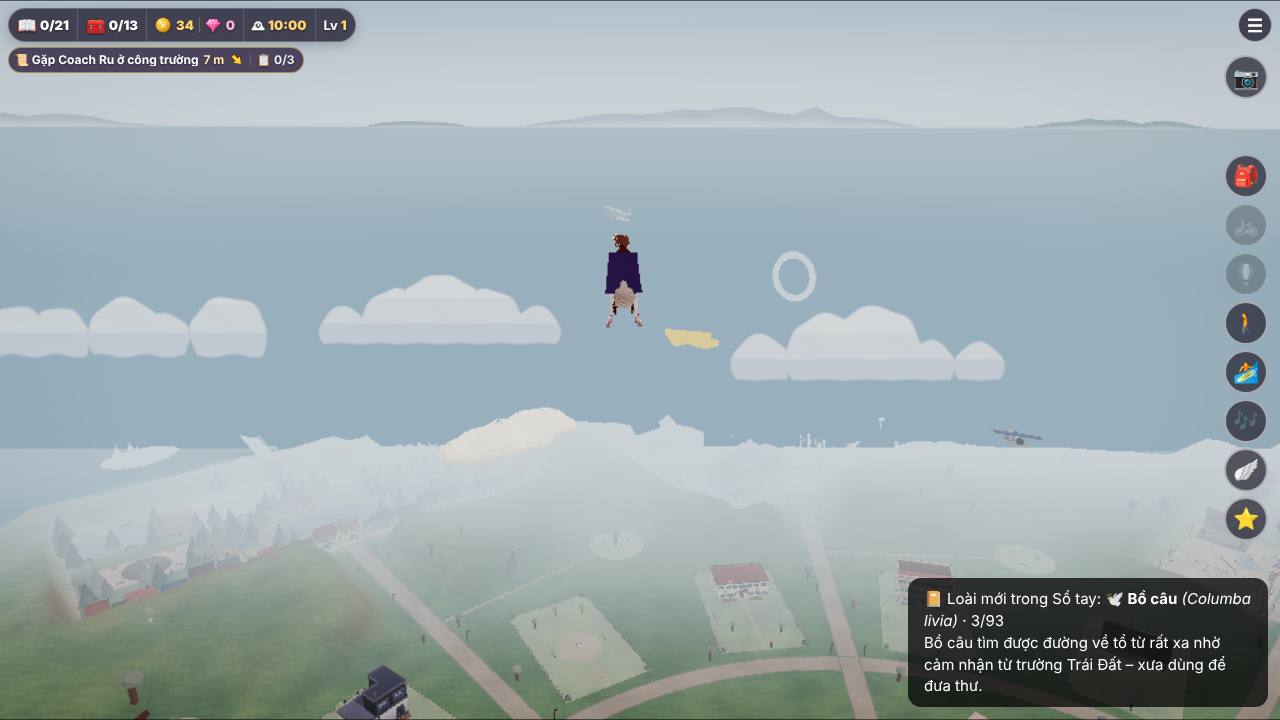 0/21 0/13 34 0 10:00 Lv 1
Gặp Coach Ru ở công trường 7 m 0/3
Loài mới trong Sổ tay: Bồ câu (Columba
livia) · 3/93
Bồ câu tìm được đường về tổ từ rất xa nhờ
cảm nhận từ trường Trái Đất – xưa dùng để
đưa thư.